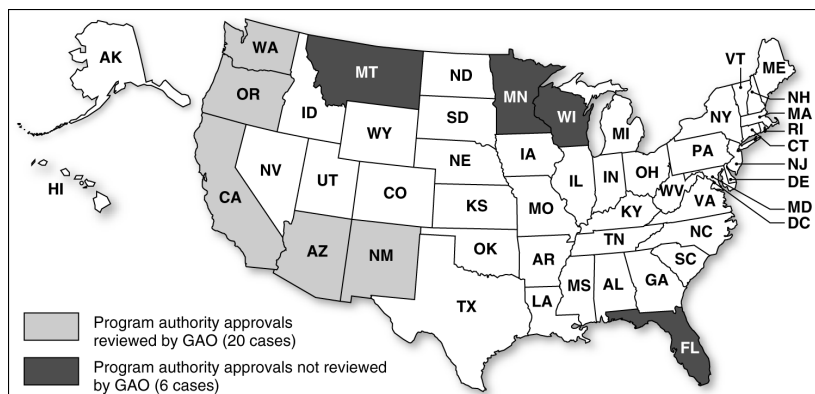 AK
WA
MT
ND
MN
VT
ME
OR
ID
SD
WI
NY
NH
MA
RI
CT
WY
MI
PA
NJ
DE
HI
NV
UT
CO
NE
IA
IL
IN
OH
WV
VA
MD
DC
CA
KS
MO
KY
NC
AZ
NM
OK
AR
TN
SC
TX
LA
MS
AL
GA
FL
Program authority approvals
reviewed by GAO (20 cases)
Program authority approvals not reviewed
by GAO (6 cases)